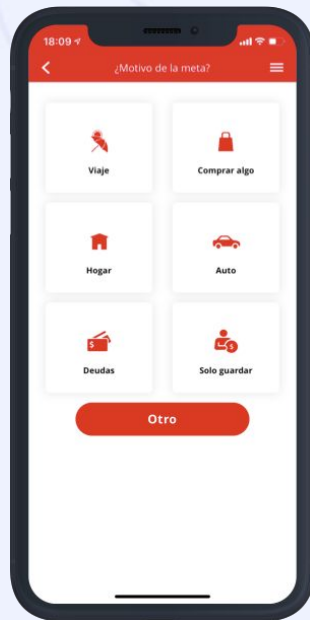 18:09
¿Motivo de la meta?
Viaje
Comprar algo
Hogar
Auto
$
Deudas
$
Solo guardar
Otro